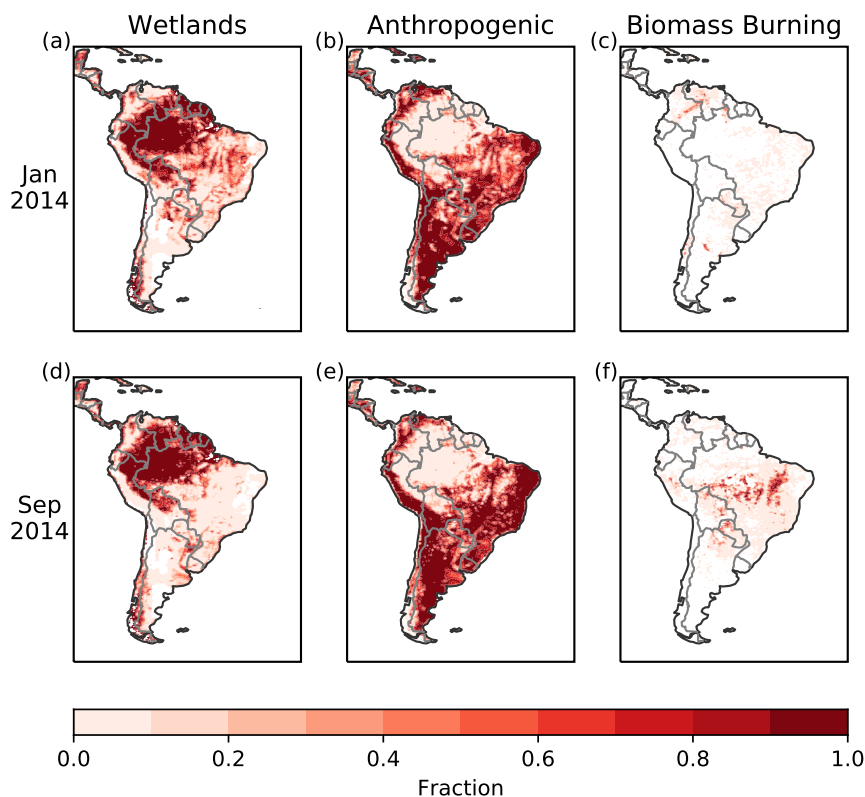 Wetlands
Anthropogenic
Biomass Burning
(a)
(b)
(c)
Jan
2014
(d)
(e)
(f)
Sep
2014
0.0
0.2
0.4
0.6
0.8
1.0
Fraction